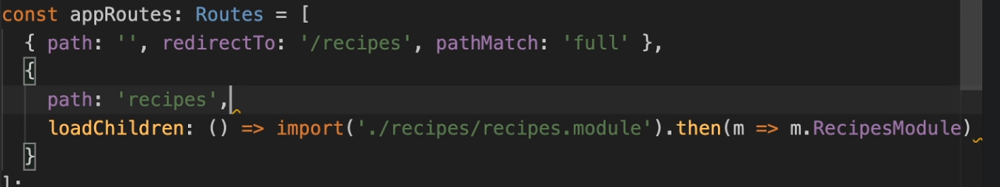 const appRoutes: Routes = [
  { path: '', redirectTo: '/recipes', pathMatch: 'full' },
  {
    path: 'recipes',
    loadChildren: () => import('./recipes/recipes.module').then(m => m.RecipesModule)
  }
];